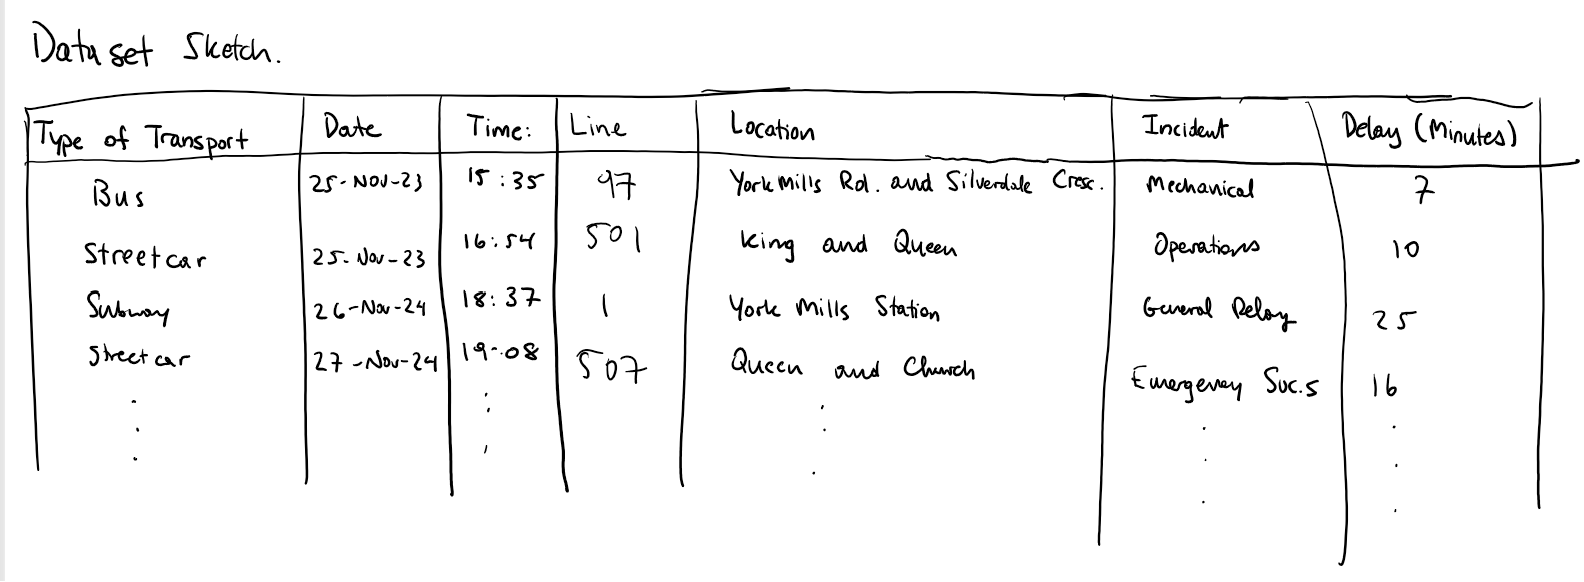 Dataset Sketch.
Type of Transport Date Time: Line Location Incident Delay (Minutes)
Bus 25-Nov-23 15:35 97 York Mills Rd. and Silverdale Cresc. Mechanical 7
Streetcar 25-Nov-23 16:54 501 King and Queen Operations 10
Subway 26-Nov-24 18:37 1 York Mills Station General Delay 25
Streetcar 27-Nov-24 19:08 507 Queen and Church Emergency Svc.s 16